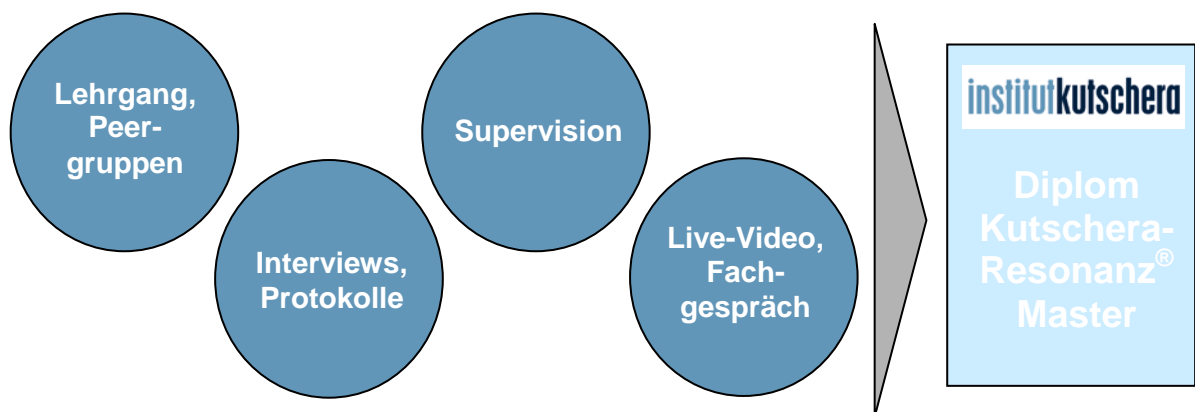 Lehrgang,
Peer-
gruppen
Interviews,
Protokolle
Supervision
Live-Video,
Fach-
gespräch
institutkutschera
Diplom
Kutschera-
Resonanz®
Master